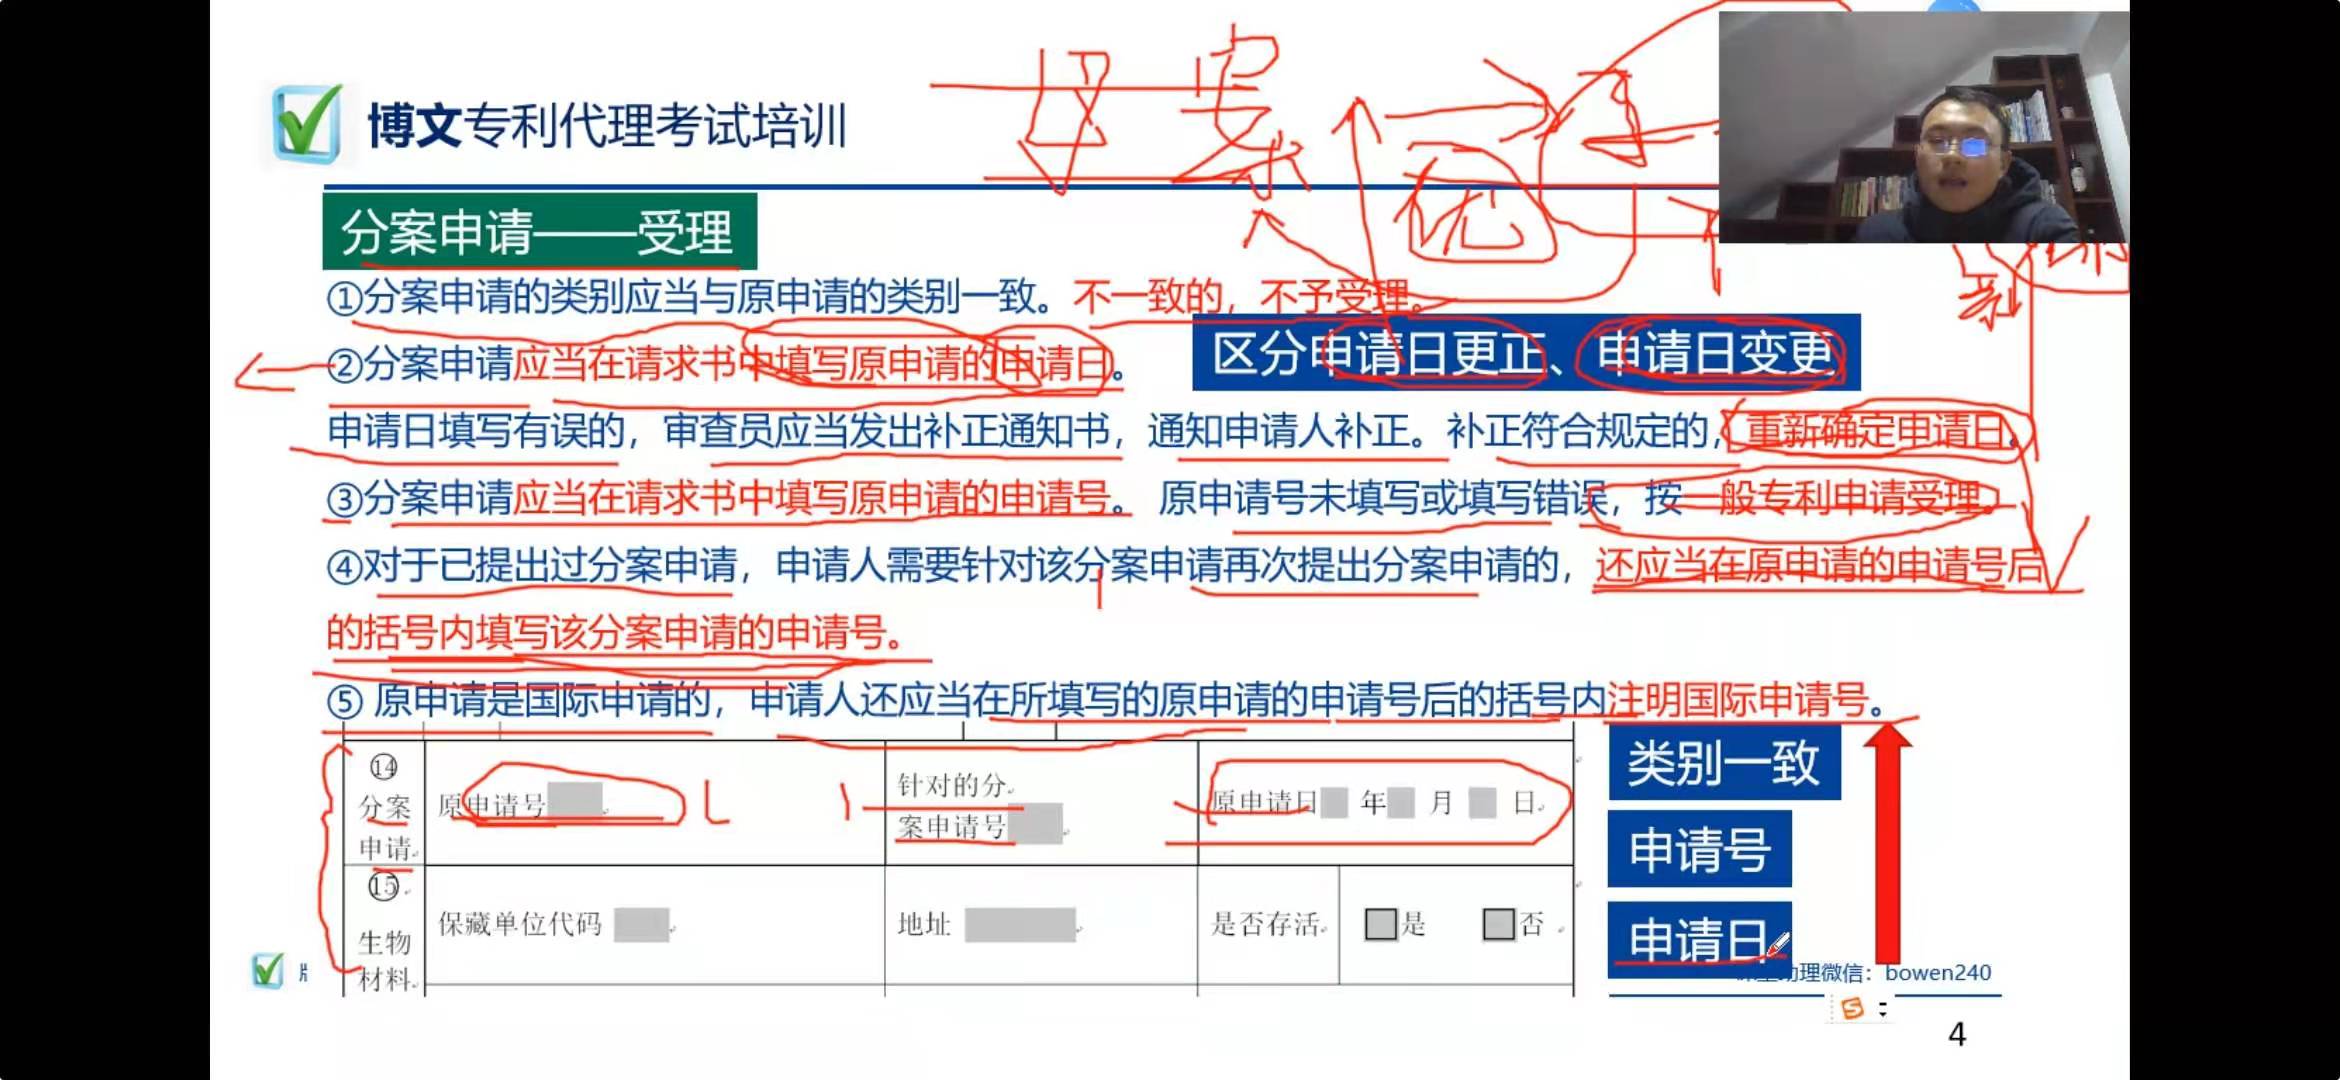 母案
优
博文专利代理考试培训
分案申请——受理
①分案申请的类别应当与原申请的类别一致。不一致的，不予受理。
②分案申请应当在请求书中填写原申请的申请日。
区分申请日更正、申请日变更
申请日填写有误的，审查员应当发出补正通知书，通知申请人补正。补正符合规定的，重新确定申请日。
③分案申请应当在请求书中填写原申请的申请号。 原申请号未填写或填写错误，按一般专利申请受理。
④对于已提出过分案申请，申请人需要针对该分案申请再次提出分案申请的，还应当在原申请的申请号后
的括号内填写该分案申请的申请号。
⑤ 原申请是国际申请的，申请人还应当在所填写的原申请的申请号后的括号内注明国际申请号。
⑭
分案
申请
原申请号
针对的分
案申请号
原申请日 年 月 日
⑮
生物
材料
保藏单位代码
地址
是否存活
是
否
类别一致
申请号
申请日
助理微信：bowen240
4